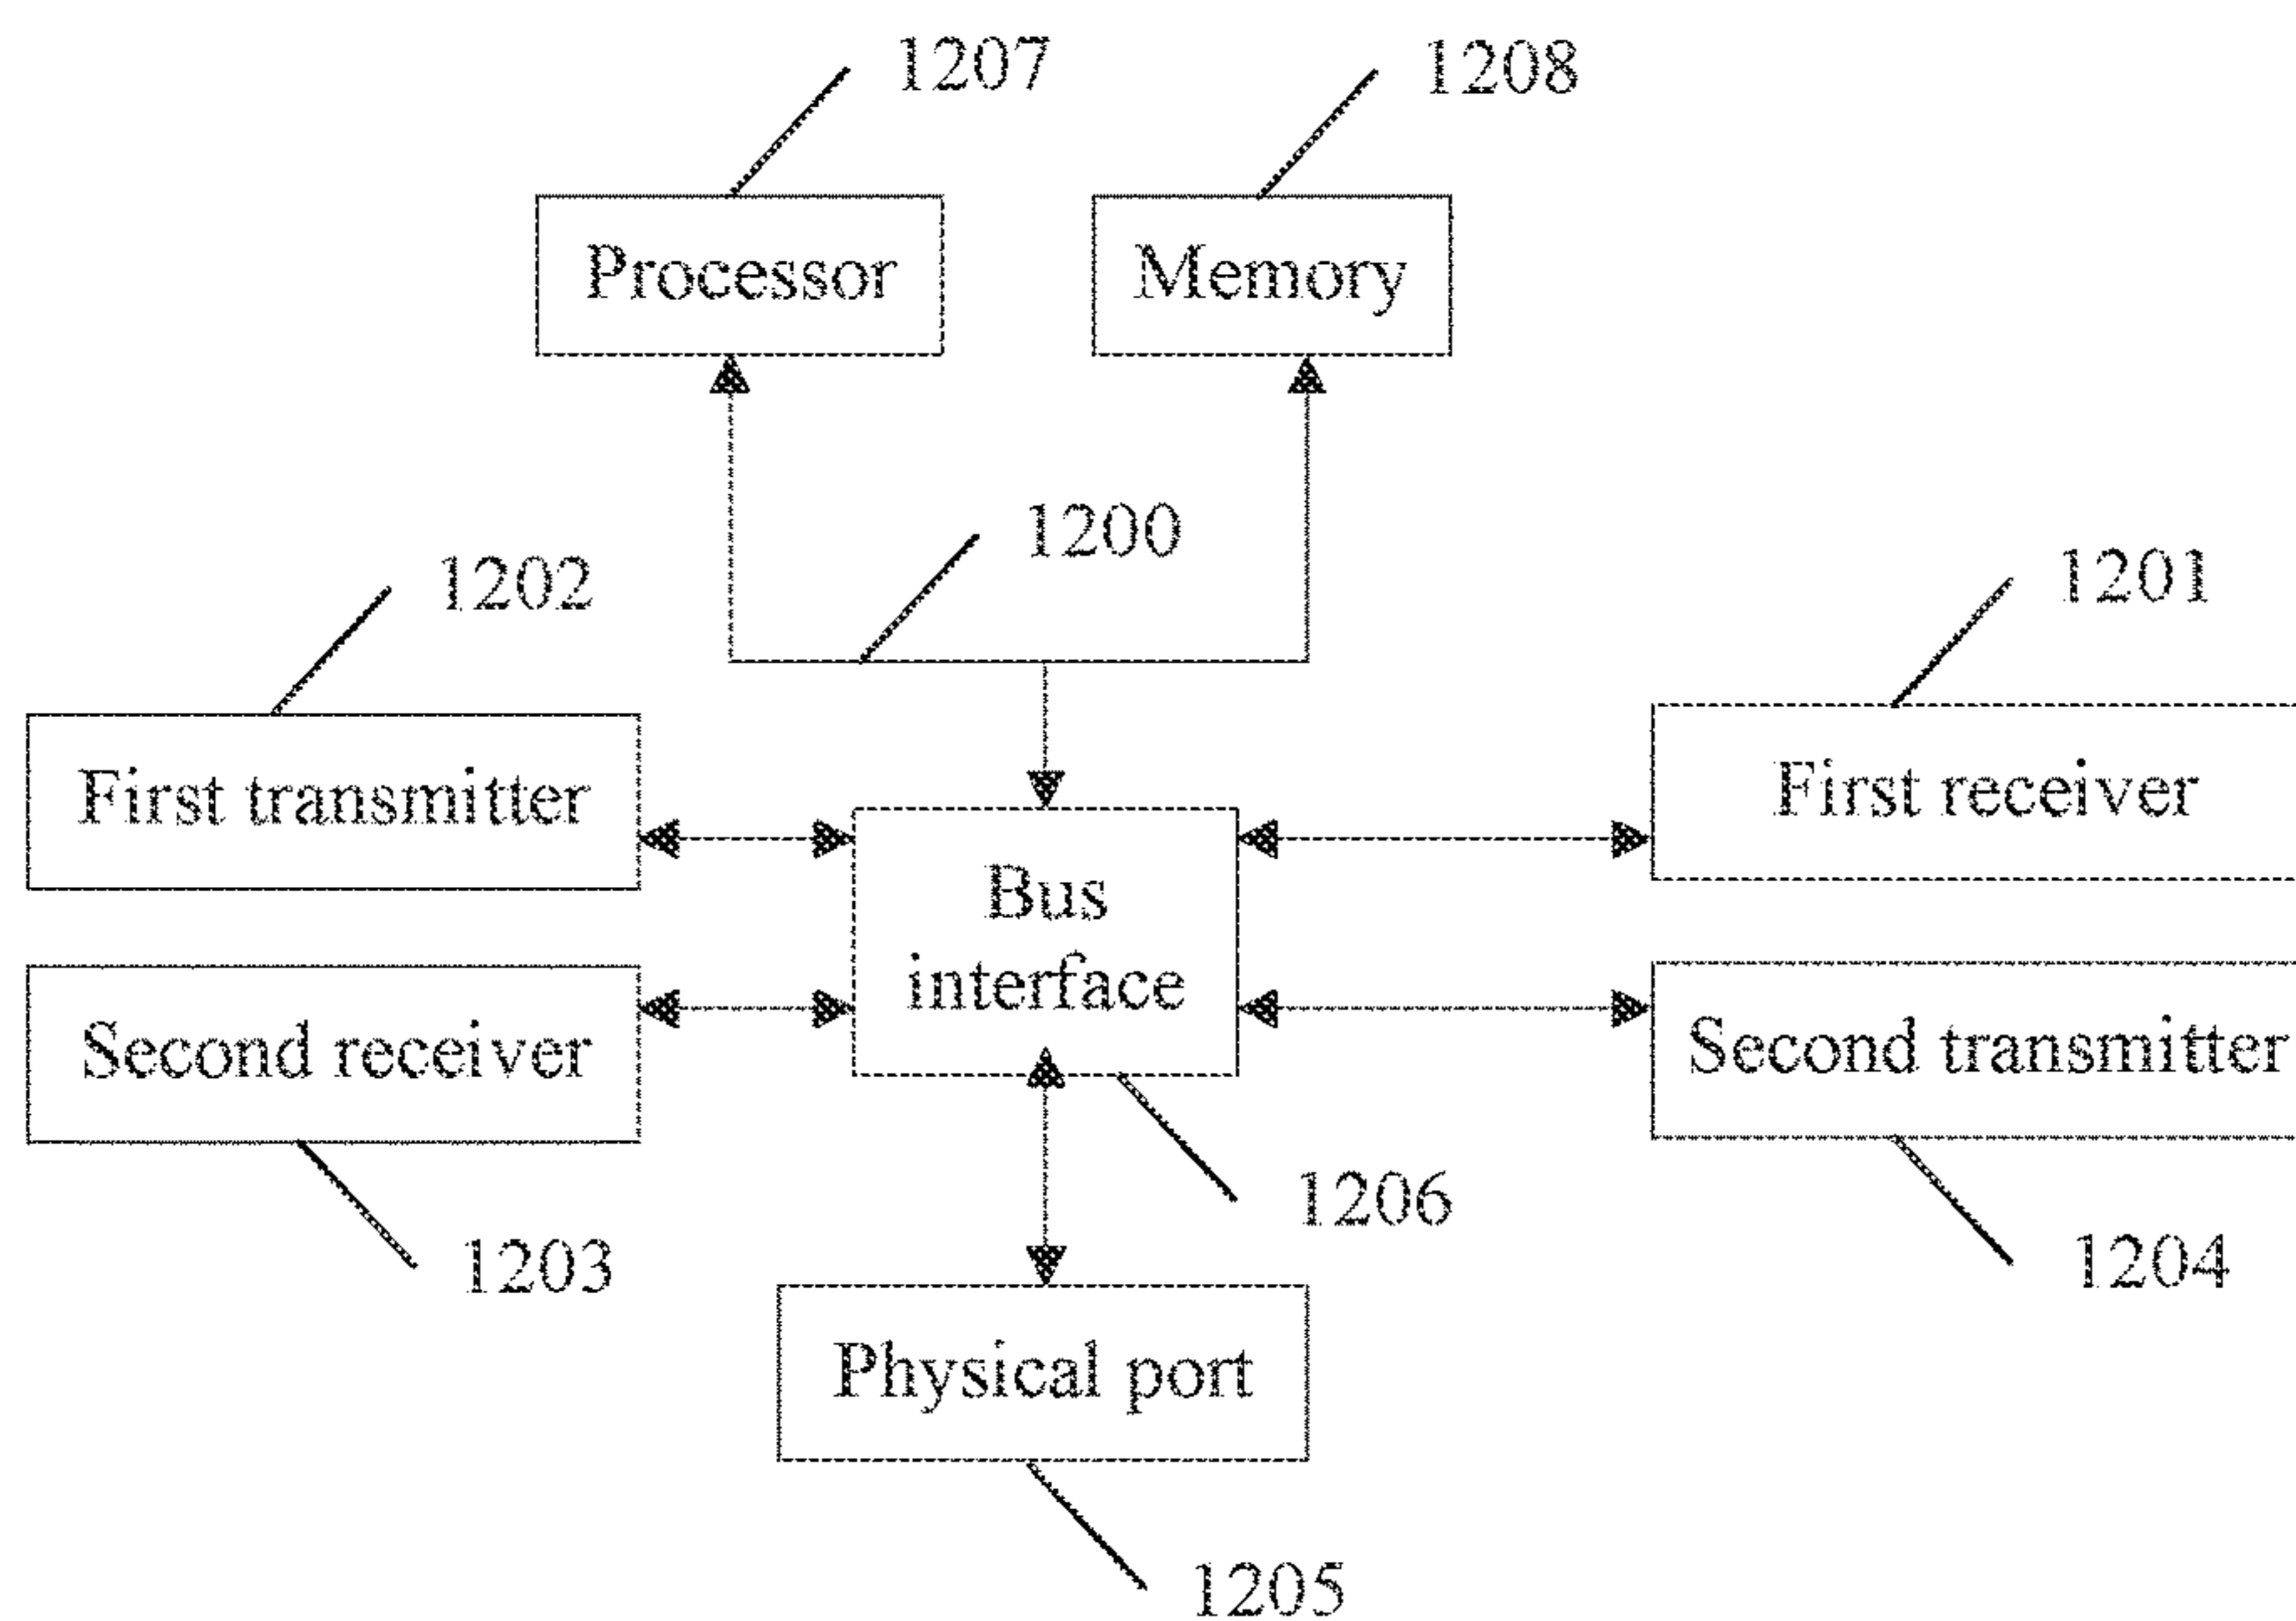 1207
1208
Processor
Memory
1200
1202
1201
First transmitter
First receiver
Bus
interface
Second receiver
Second transmitter
1206
1203
1204
Physical port
1205